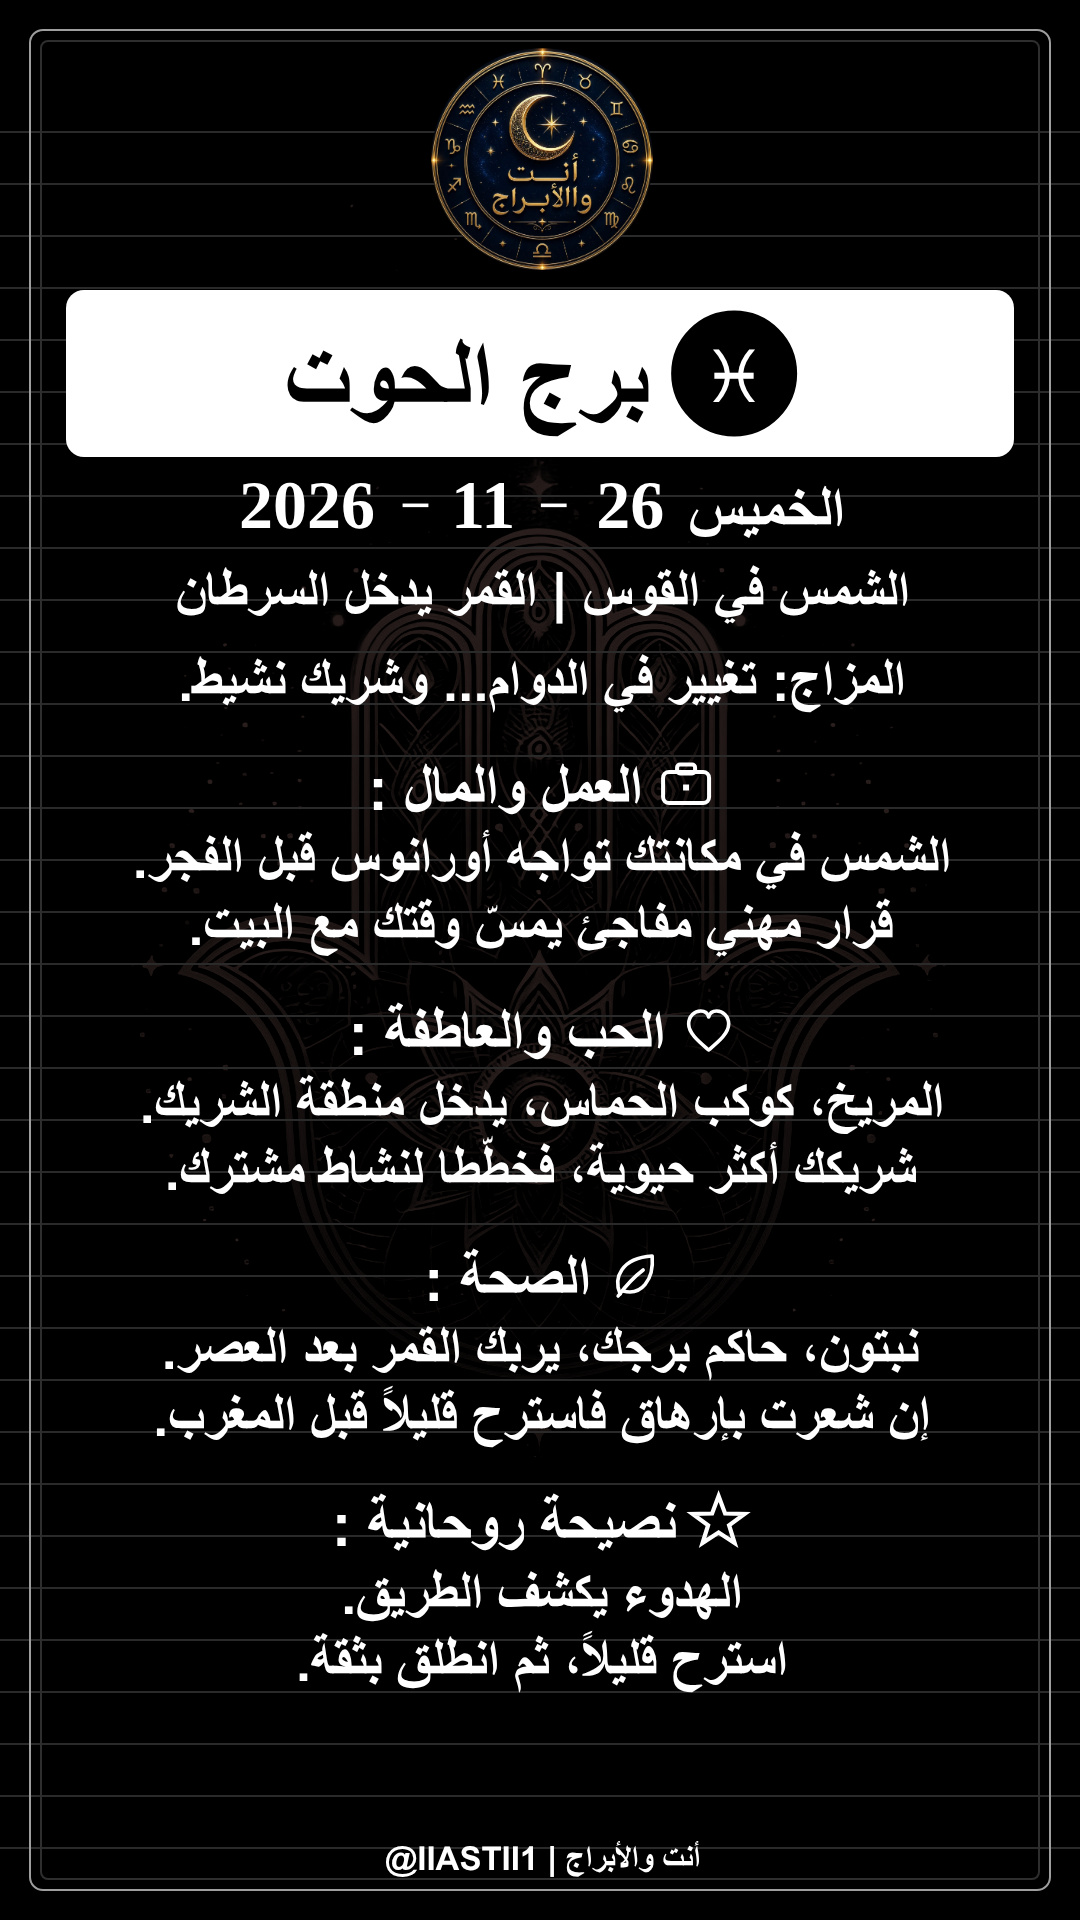 أنت
واالأبراج
برج الحوت
الخميس 26 – 11 – 2026
الشمس في القوس | القمر يدخل السرطان
المزاج: تغيير في الدوام... وشريك نشيط.
العمل والمال :
الشمس في مكانتك تواجه أورانوس قبل الفجر.
قرار مهني مفاجئ يمسّ وقتك مع البيت.
الحب والعاطفة :
المريخ، كوكب الحماس، يدخل منطقة الشريك.
شريكك أكثر حيوية، فخطّطا لنشاط مشترك.
الصحة :
نبتون، حاكم برجك، يربك القمر بعد العصر.
إن شعرت بإرهاق فاسترح قليلاً قبل المغرب.
نصيحة روحانية :
الهدوء يكشف الطريق.
استرح قليلاً، ثم انطلق بثقة.
أنت والأبراج | @IIASTII1